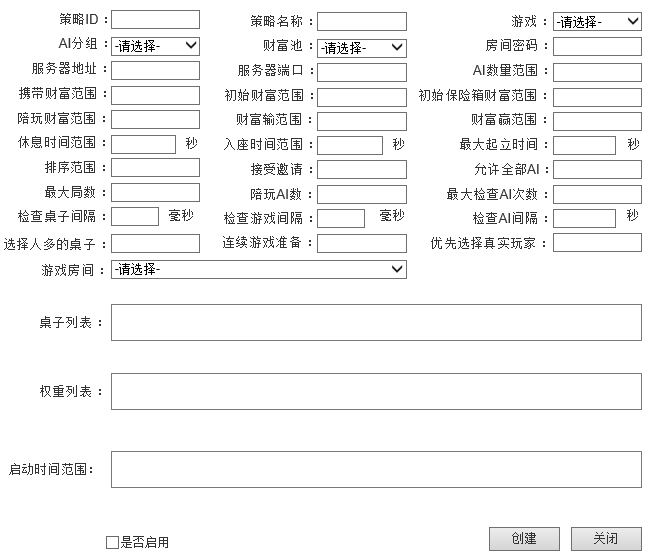 策略ID： 策略名称： 游戏： -请选择-
AI分组： -请选择- 财富池： -请选择- 房间密码：
服务器地址： 服务器端口： AI数量范围：
携带财富范围： 初始财富范围： 初始保险箱财富范围：
陪玩财富范围： 财富输范围： 财富赢范围：
休息时间范围： 秒 入座时间范围： 秒 最大起立时间： 秒
排序范围： 接受邀请： 允许全部AI：
最大局数： 陪玩AI数： 最大检查AI次数：
检查桌子间隔： 毫秒 检查游戏间隔： 毫秒 检查AI间隔： 秒
选择人多的桌子： 连续游戏准备： 优先选择真实玩家：
游戏房间： -请选择-
桌子列表：
权重列表：
启动时间范围：
是否启用 创建 关闭